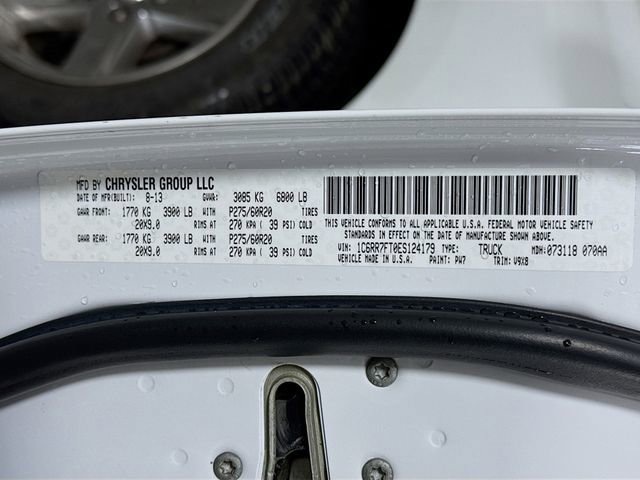 MFD BY CHRYSLER GROUP LLC
DATE OF MFR(BUILT): 8-13 GVWR: 3085 KG 6800 LB
GAWR FRONT: 1770 KG 3900 LB WITH P275/60R20 TIRES
20X9.0 RIMS AT 270 KPA ( 39 PSI) COLD
GAWR REAR: 1770 KG 3900 LB WITH P275/60R20 TIRES
20X9.0 RIMS AT 270 KPA ( 39 PSI) COLD
THIS VEHICLE CONFORMS TO ALL APPLICABLE U.S.A. FEDERAL MOTOR VEHICLE SAFETY
STANDARDS IN EFFECT ON THE DATE OF MANUFACTURE SHOWN ABOVE.
VIN: 1C6RR7FT0ES124179 TYPE: TRUCK MDH: 073118 070AA
VEHICLE MADE IN U.S.A. PAINT: PW7 TRIM: V9X8